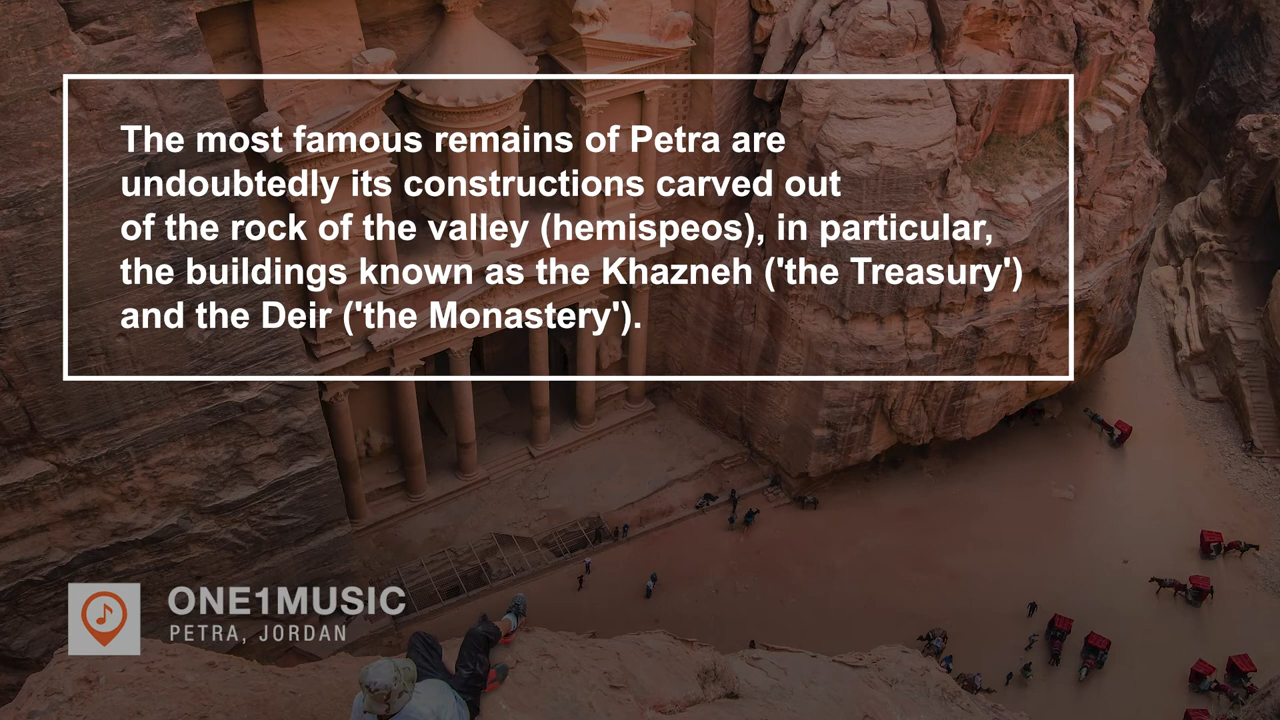 The most famous remains of Petra are
undoubtedly its constructions carved out
of the rock of the valley (hemispeos), in particular,
the buildings known as the Khazneh ('the Treasury')
and the Deir ('the Monastery').
ONE1MUSIC
PETRA, JORDAN